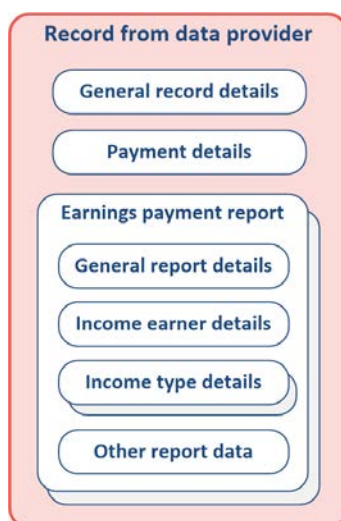 Record from data provider
General record details
Payment details
Earnings payment report
General report details
Income earner details
Income type details
Other report data